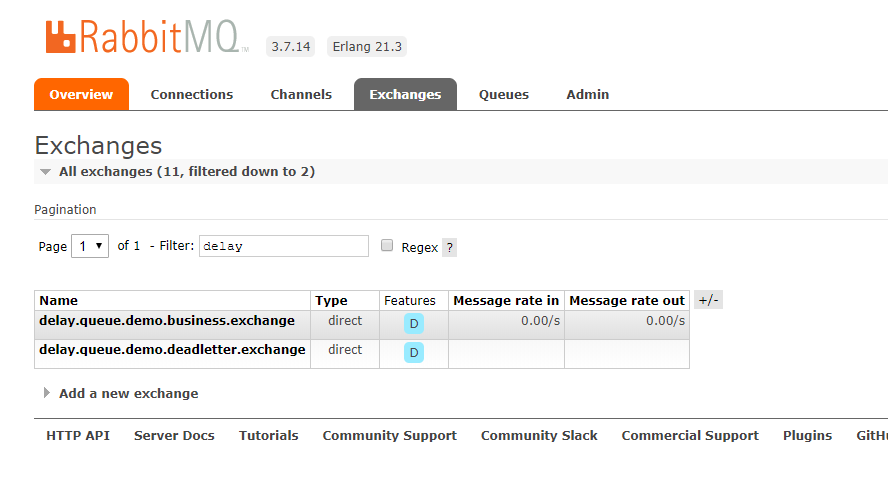 RabbitMQ TM 3.7.14 Erlang 21.3
Overview Connections Channels Exchanges Queues Admin
Exchanges
All exchanges (11, filtered down to 2)
Pagination
Page 1 of 1 - Filter: delay Regex ?
Name Type Features Message rate in Message rate out +/-
delay.queue.demo.business.exchange direct D 0.00/s 0.00/s
delay.queue.demo.deadletter.exchange direct D
Add a new exchange
HTTP API Server Docs Tutorials Community Support Community Slack Commercial Support Plugins GitH